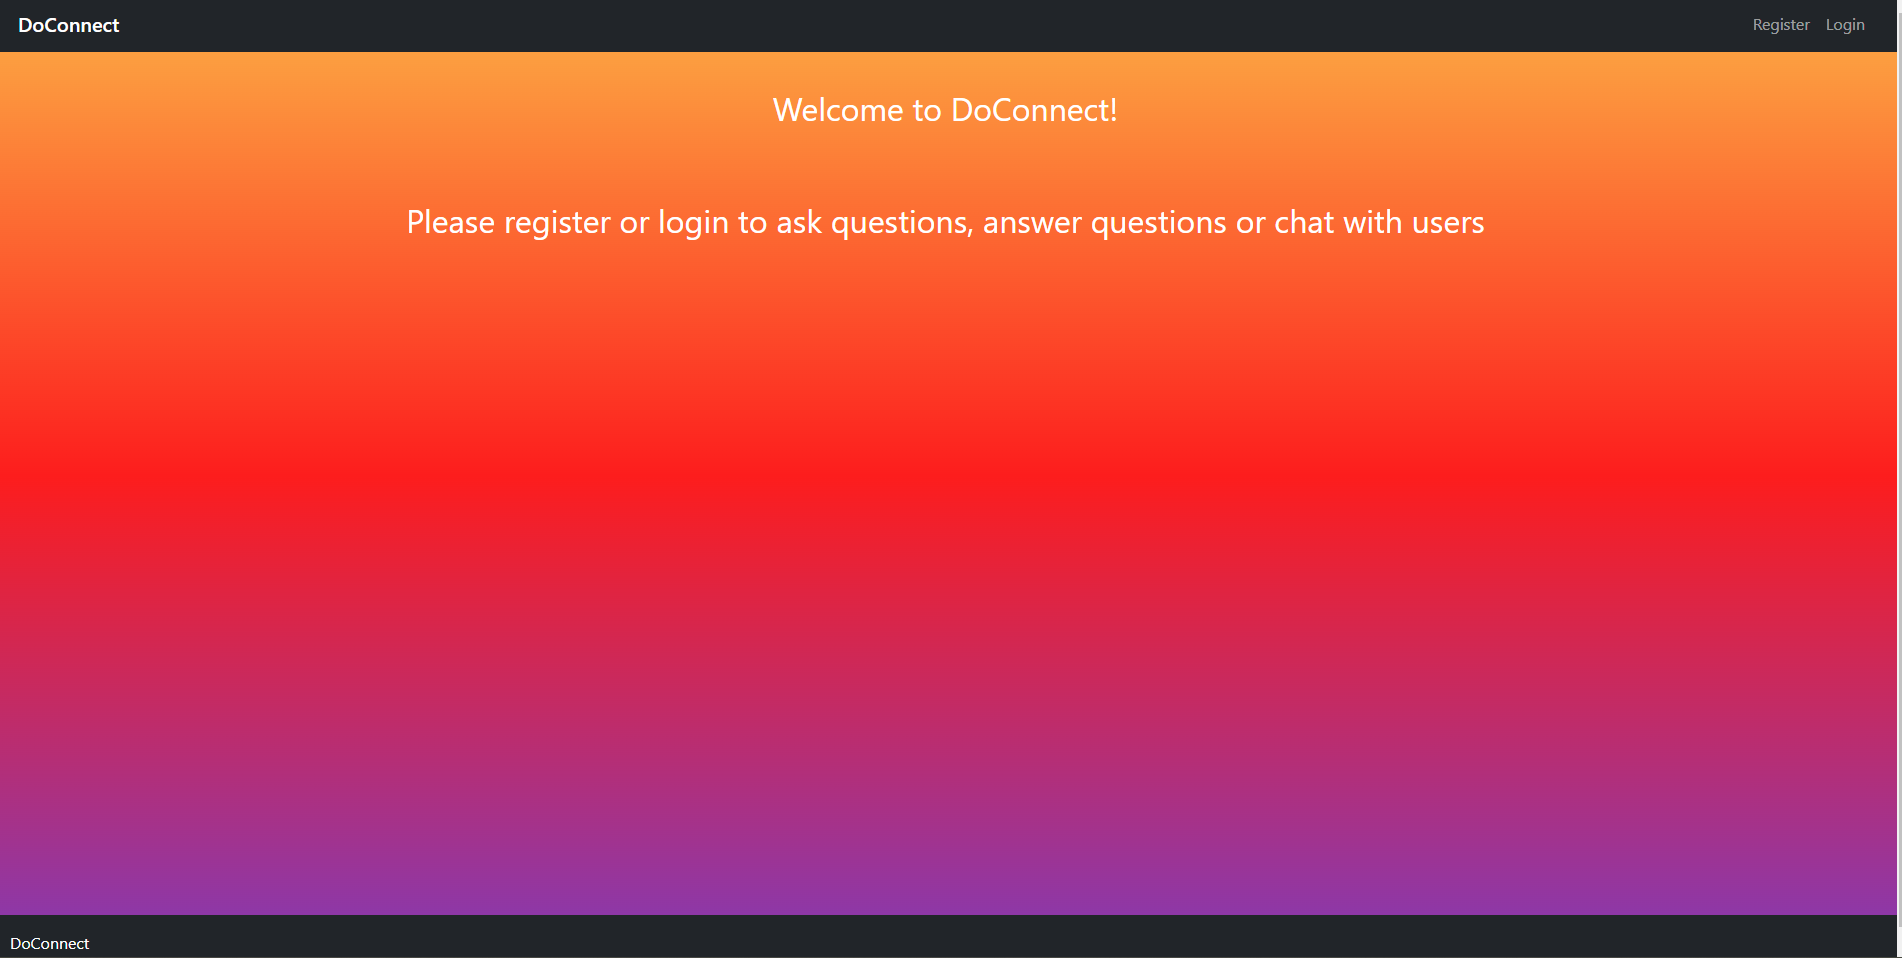 DoConnect
Register Login
Welcome to DoConnect!
Please register or login to ask questions, answer questions or chat with users
DoConnect